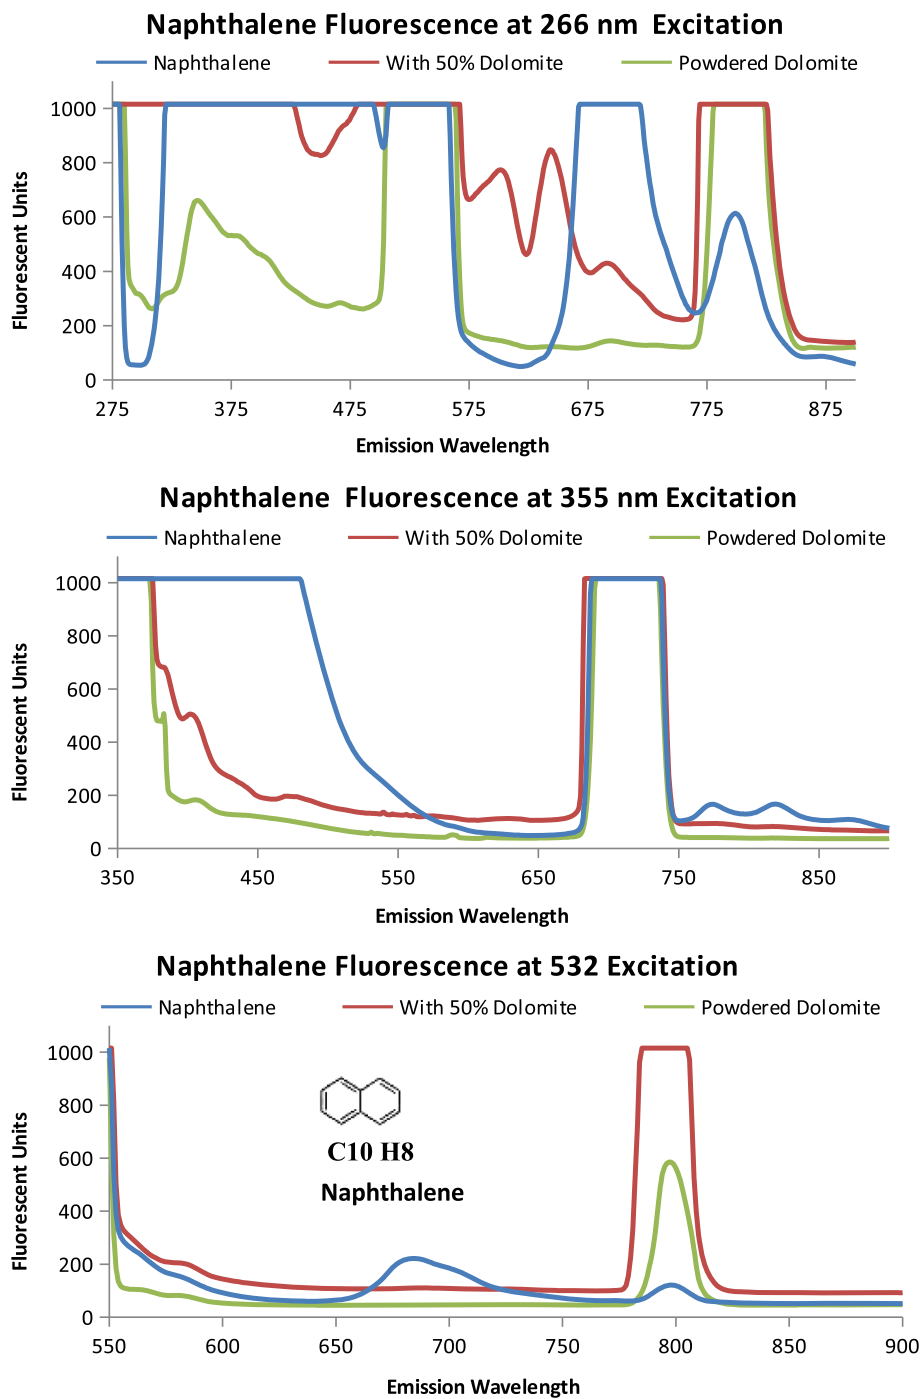 Naphthalene Fluorescence at 266 nm  Excitation
Naphthalene With 50% Dolomite Powdered Dolomite
1000
800
600
400
200
0
Fluorescent Units
275 375 475 575 675 775 875
Emission Wavelength
Naphthalene  Fluorescence at 355 nm Excitation
Naphthalene With 50% Dolomite Powdered Dolomite
1000
800
600
400
200
0
Fluorescent Units
350 450 550 650 750 850
Emission Wavelength
Naphthalene Fluorescence at 532 Excitation
Naphthalene With 50% Dolomite Powdered Dolomite
1000
800
600
400
200
0
Fluorescent Units
C10 H8
Naphthalene
550 600 650 700 750 800 850 900
Emission Wavelength